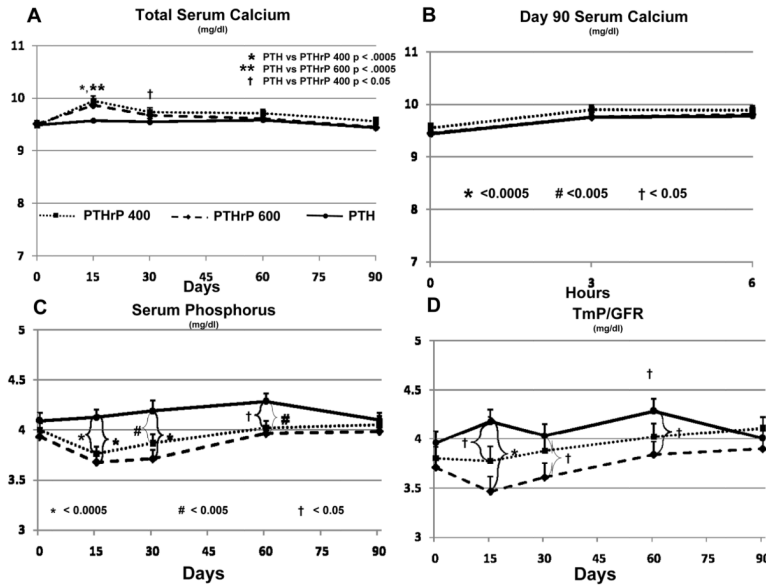 A
Total Serum Calcium
(mg/dl)
* PTH vs PTHrP 400 p < .0005
** PTH vs PTHrP 600 p < .0005
† PTH vs PTHrP 400 p < 0.05
*,**
†
11
10
9
8
7
PTHrP 400 PTHrP 600 PTH
0 15 30 45 60 75 90
Days
B
Day 90 Serum Calcium
(mg/dl)
11
10
9
8
7
* <0.0005 # <0.005 † < 0.05
0 3 6
Hours
C
Serum Phosphorus
(mg/dl)
5
4.5
4
3.5
3
* * # * † #
* < 0.0005 # < 0.005 † < 0.05
0 15 30 45 60 75 90
Days
D
TmP/GFR
(mg/dl)
5
4.5
4
3.5
3
†
† * † †
0 15 30 45 60 75 90
Days